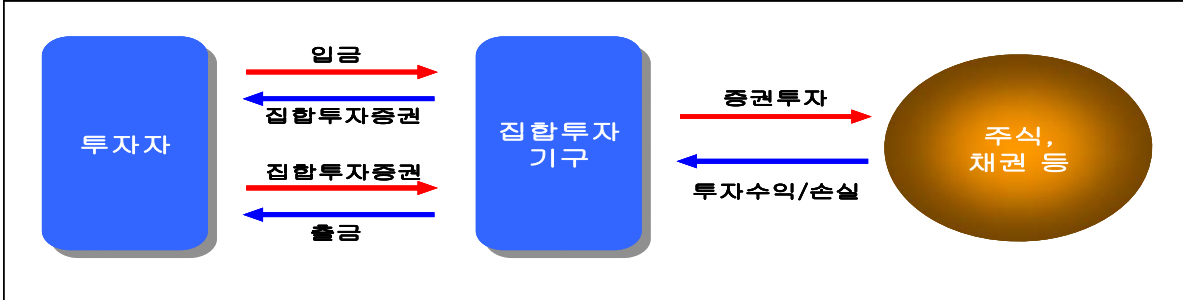 투자자
입금
집합투자증권
집합투자증권
출금
집합투자
기구
증권투자
투자수익/손실
주식,
채권 등